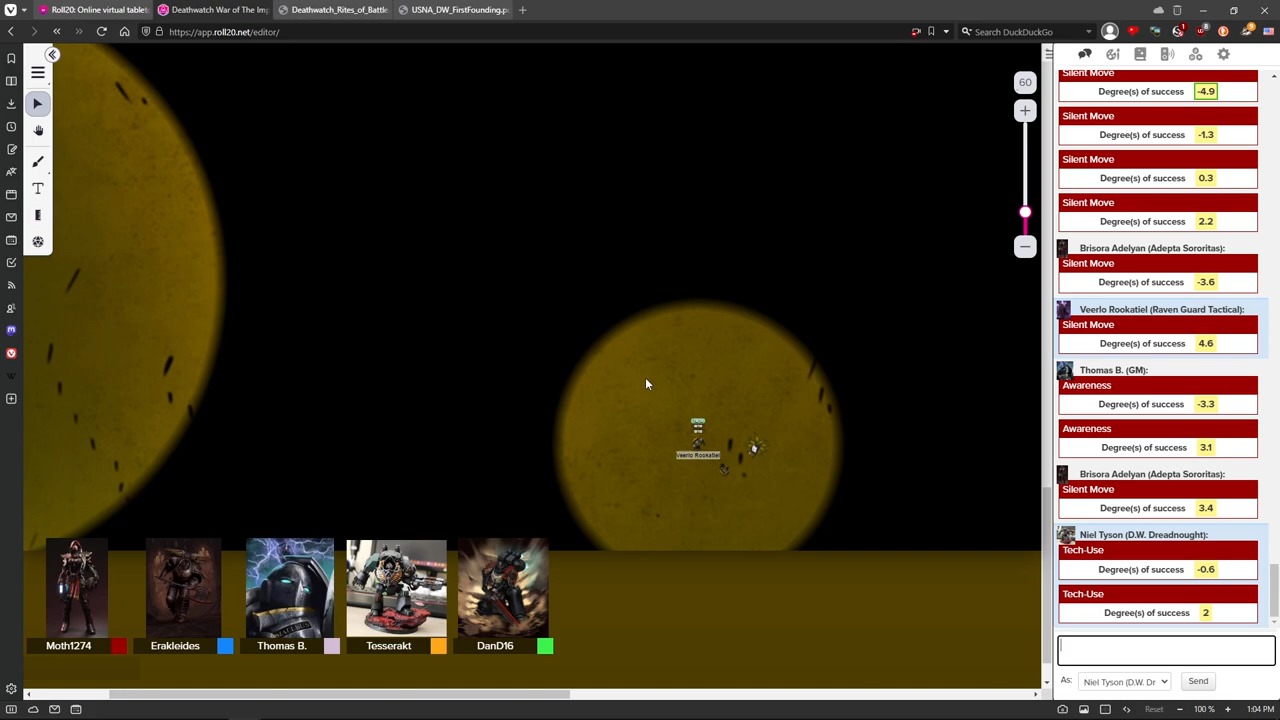 Roll20: Online virtual tablet
Deathwatch War of The Imp
Deathwatch_Rites_of_Battle
USNA_DW_FirstFounding.p
https://app.roll20.net/editor/
Search DuckDuckGo
60
Silent Move
Degree(s) of success -4.9
Silent Move
Degree(s) of success -1.3
Silent Move
Degree(s) of success 0.3
Silent Move
Degree(s) of success 2.2
Brisora Adelyan (Adepta Sororitas):
Silent Move
Degree(s) of success -3.6
Veerlo Rookatiel (Raven Guard Tactical):
Silent Move
Degree(s) of success 4.6
Thomas B. (GM):
Awareness
Degree(s) of success -3.3
Awareness
Degree(s) of success 3.1
Brisora Adelyan (Adepta Sororitas):
Silent Move
Degree(s) of success 3.4
Niel Tyson (D.W. Dreadnought):
Tech-Use
Degree(s) of success -0.6
Tech-Use
Degree(s) of success 2
Veerlo Rookatiel
Moth1274
Erakleides
Thomas B.
Tesserakt
DanD16
As: Niel Tyson (D.W. Dr
Send
Reset
100 %
1:04 PM